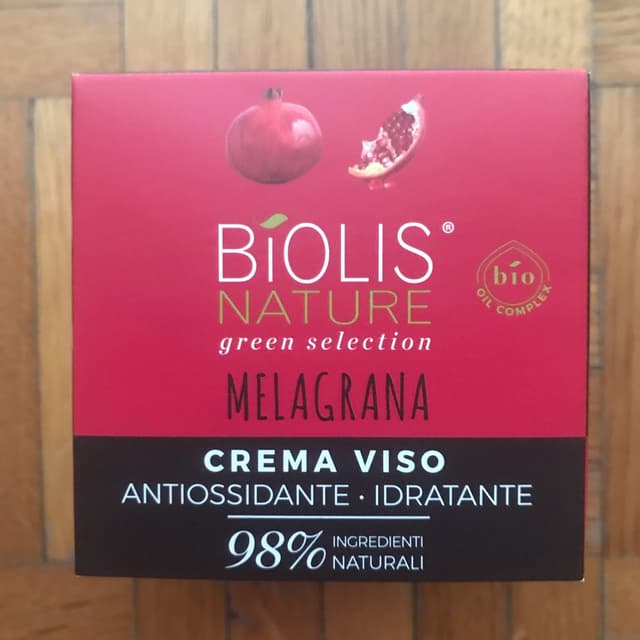 BiOLIS®
NATURE
green selection
bio
OIL COMPLEX
MELAGRANA
CREMA VISO
ANTIOSSIDANTE · IDRATANTE
98% INGREDIENTI
NATURALI